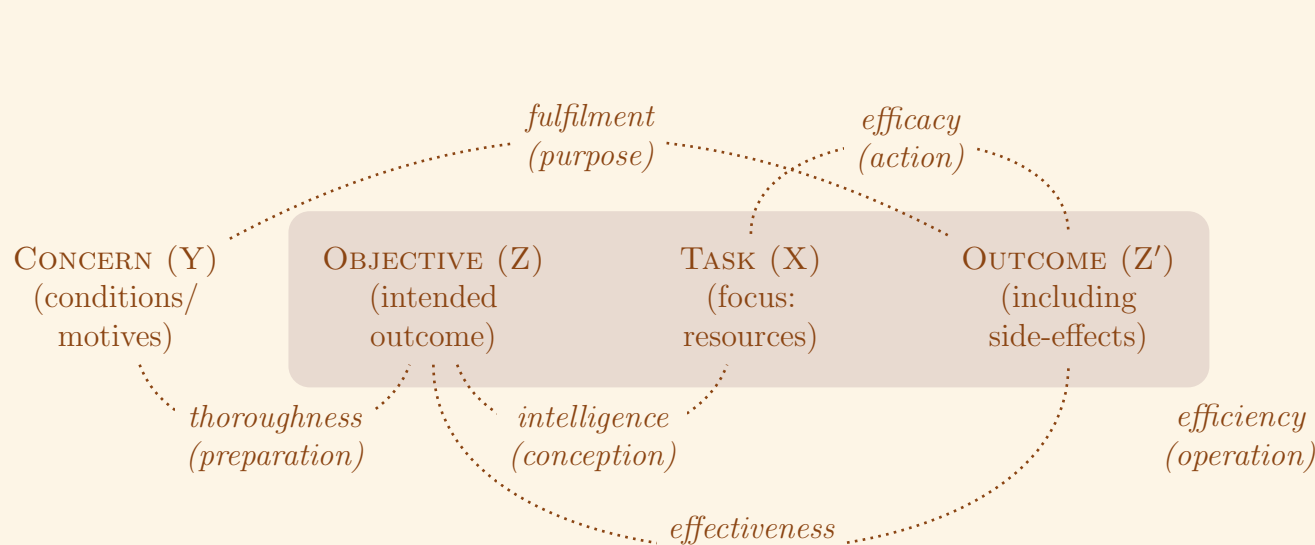 fulfilment
(purpose)
efficacy
(action)
Concern (Y)
(conditions/
motives)
Objective (Z)
(intended
outcome)
Task (X)
(focus:
resources)
Outcome (Z′)
(including
side-effects)
thoroughness
(preparation)
intelligence
(conception)
efficiency
(operation)
effectiveness